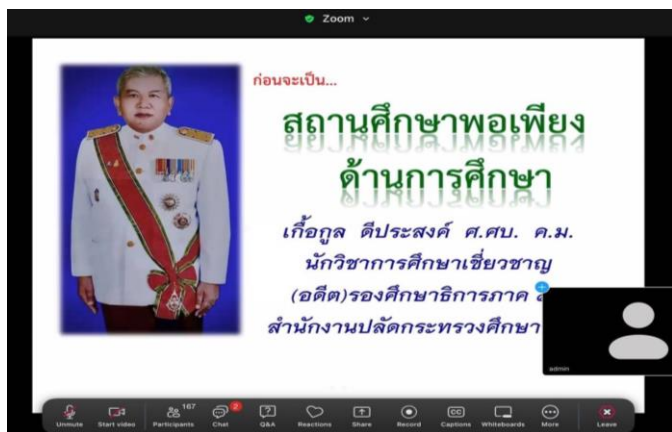 Zoom
ก่อนจะเป็น...
สถานศึกษาพอเพียง
ด้านการศึกษา
เกื้อกูล ดีประสงค์ ศ.ศบ. ค.ม.
นักวิชาการศึกษาเชี่ยวชาญ
(อดีต)รองศึกษาธิการภาค
สำนักงานปลัดกระทรวงศึกษา
admin
167
2
Unmute Start video Participants Chat Q&A Reactions Share Record Captions Whiteboards More Leave